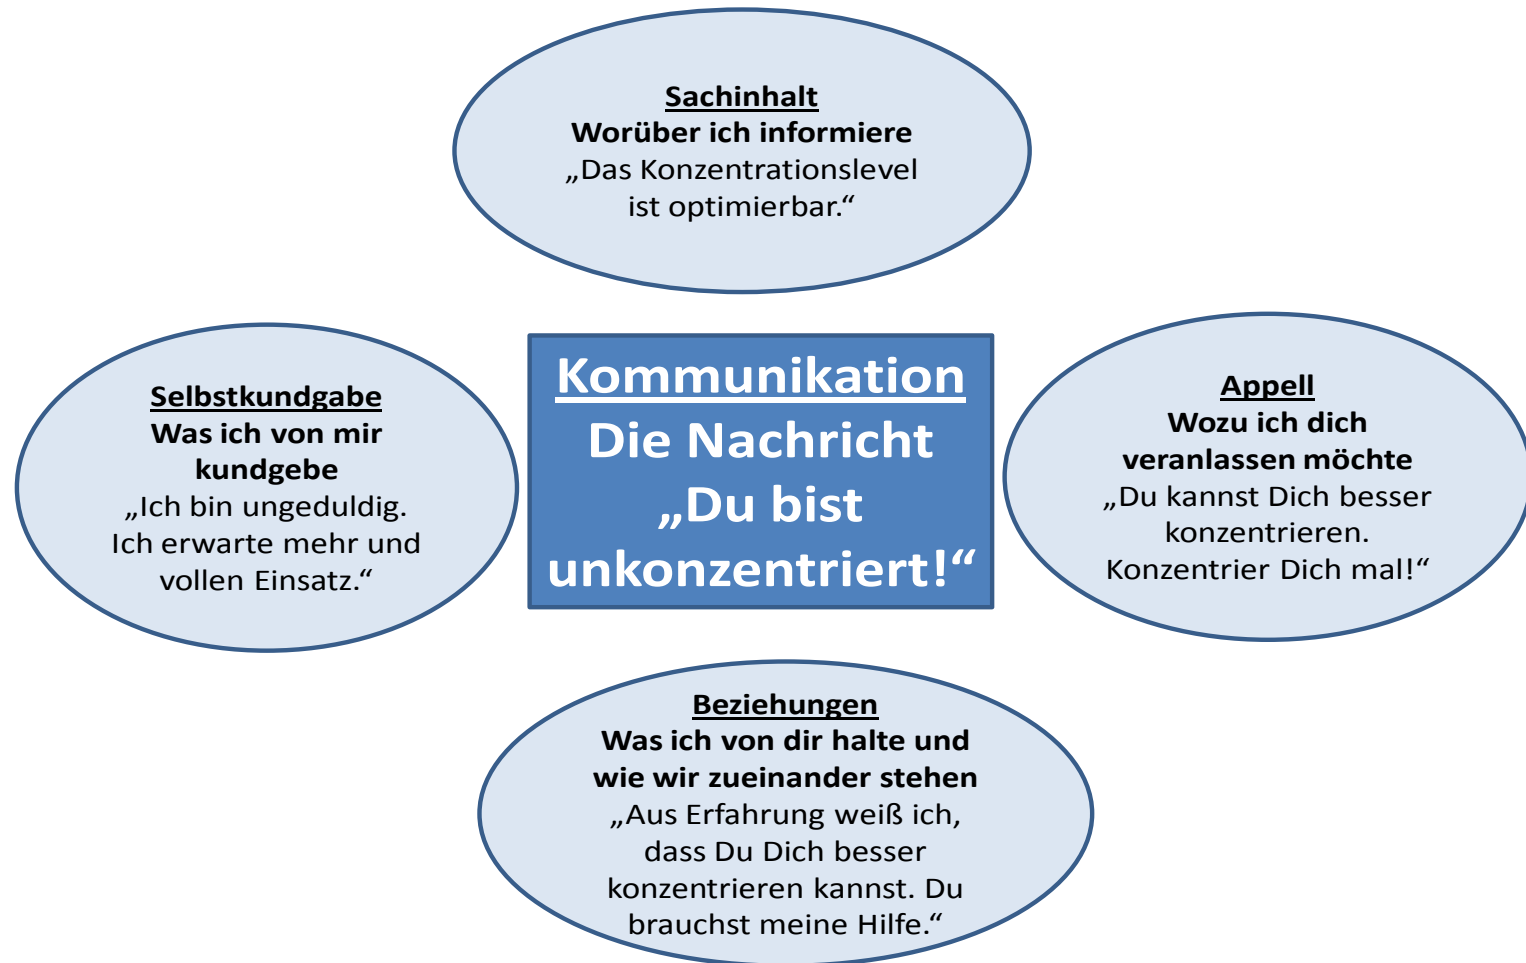 Sachinhalt
Worüber ich informiere
„Das Konzentrationslevel
ist optimierbar.“
Selbstkundgabe
Was ich von mir
kundgebe
„Ich bin ungeduldig.
Ich erwarte mehr und
vollen Einsatz.“
Kommunikation
Die Nachricht
„Du bist
unkonzentriert!“
Appell
Wozu ich dich
veranlassen möchte
„Du kannst Dich besser
konzentrieren.
Konzentrier Dich mal!“
Beziehungen
Was ich von dir halte und
wie wir zueinander stehen
„Aus Erfahrung weiß ich,
dass Du Dich besser
konzentrieren kannst. Du
brauchst meine Hilfe.“